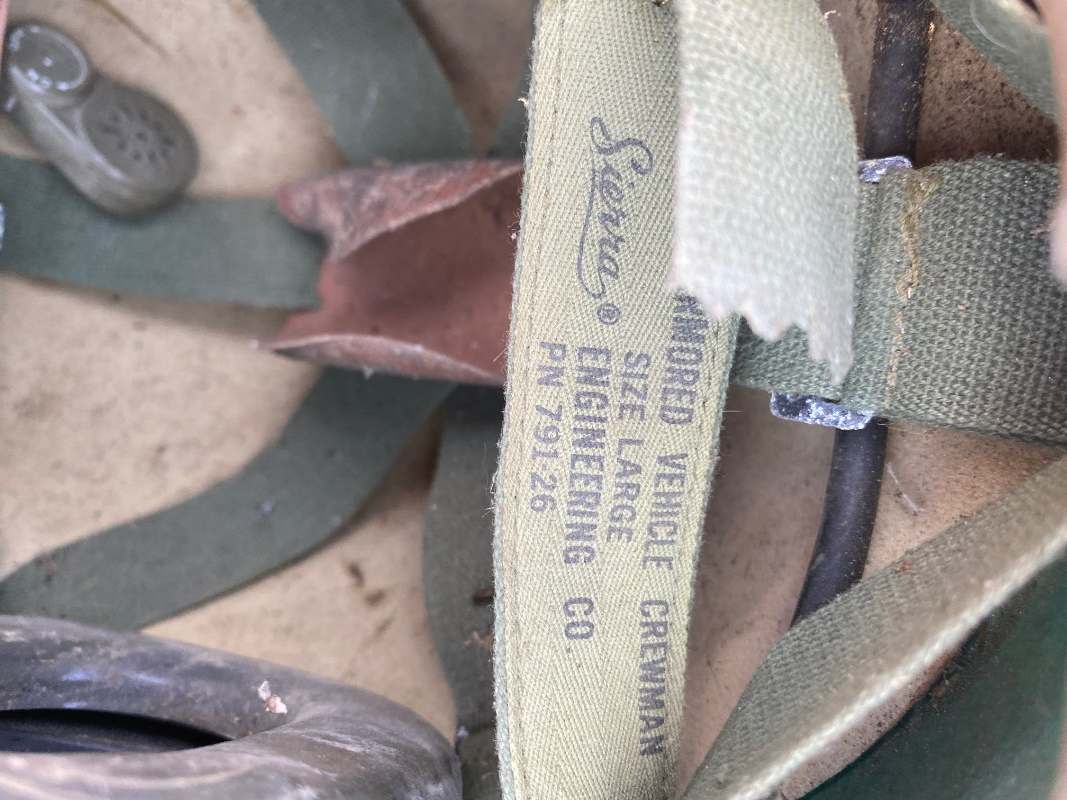 ARMORED VEHICLE CREWMAN
SIZE LARGE
Sierra® ENGINEERING CO.
PN 79126